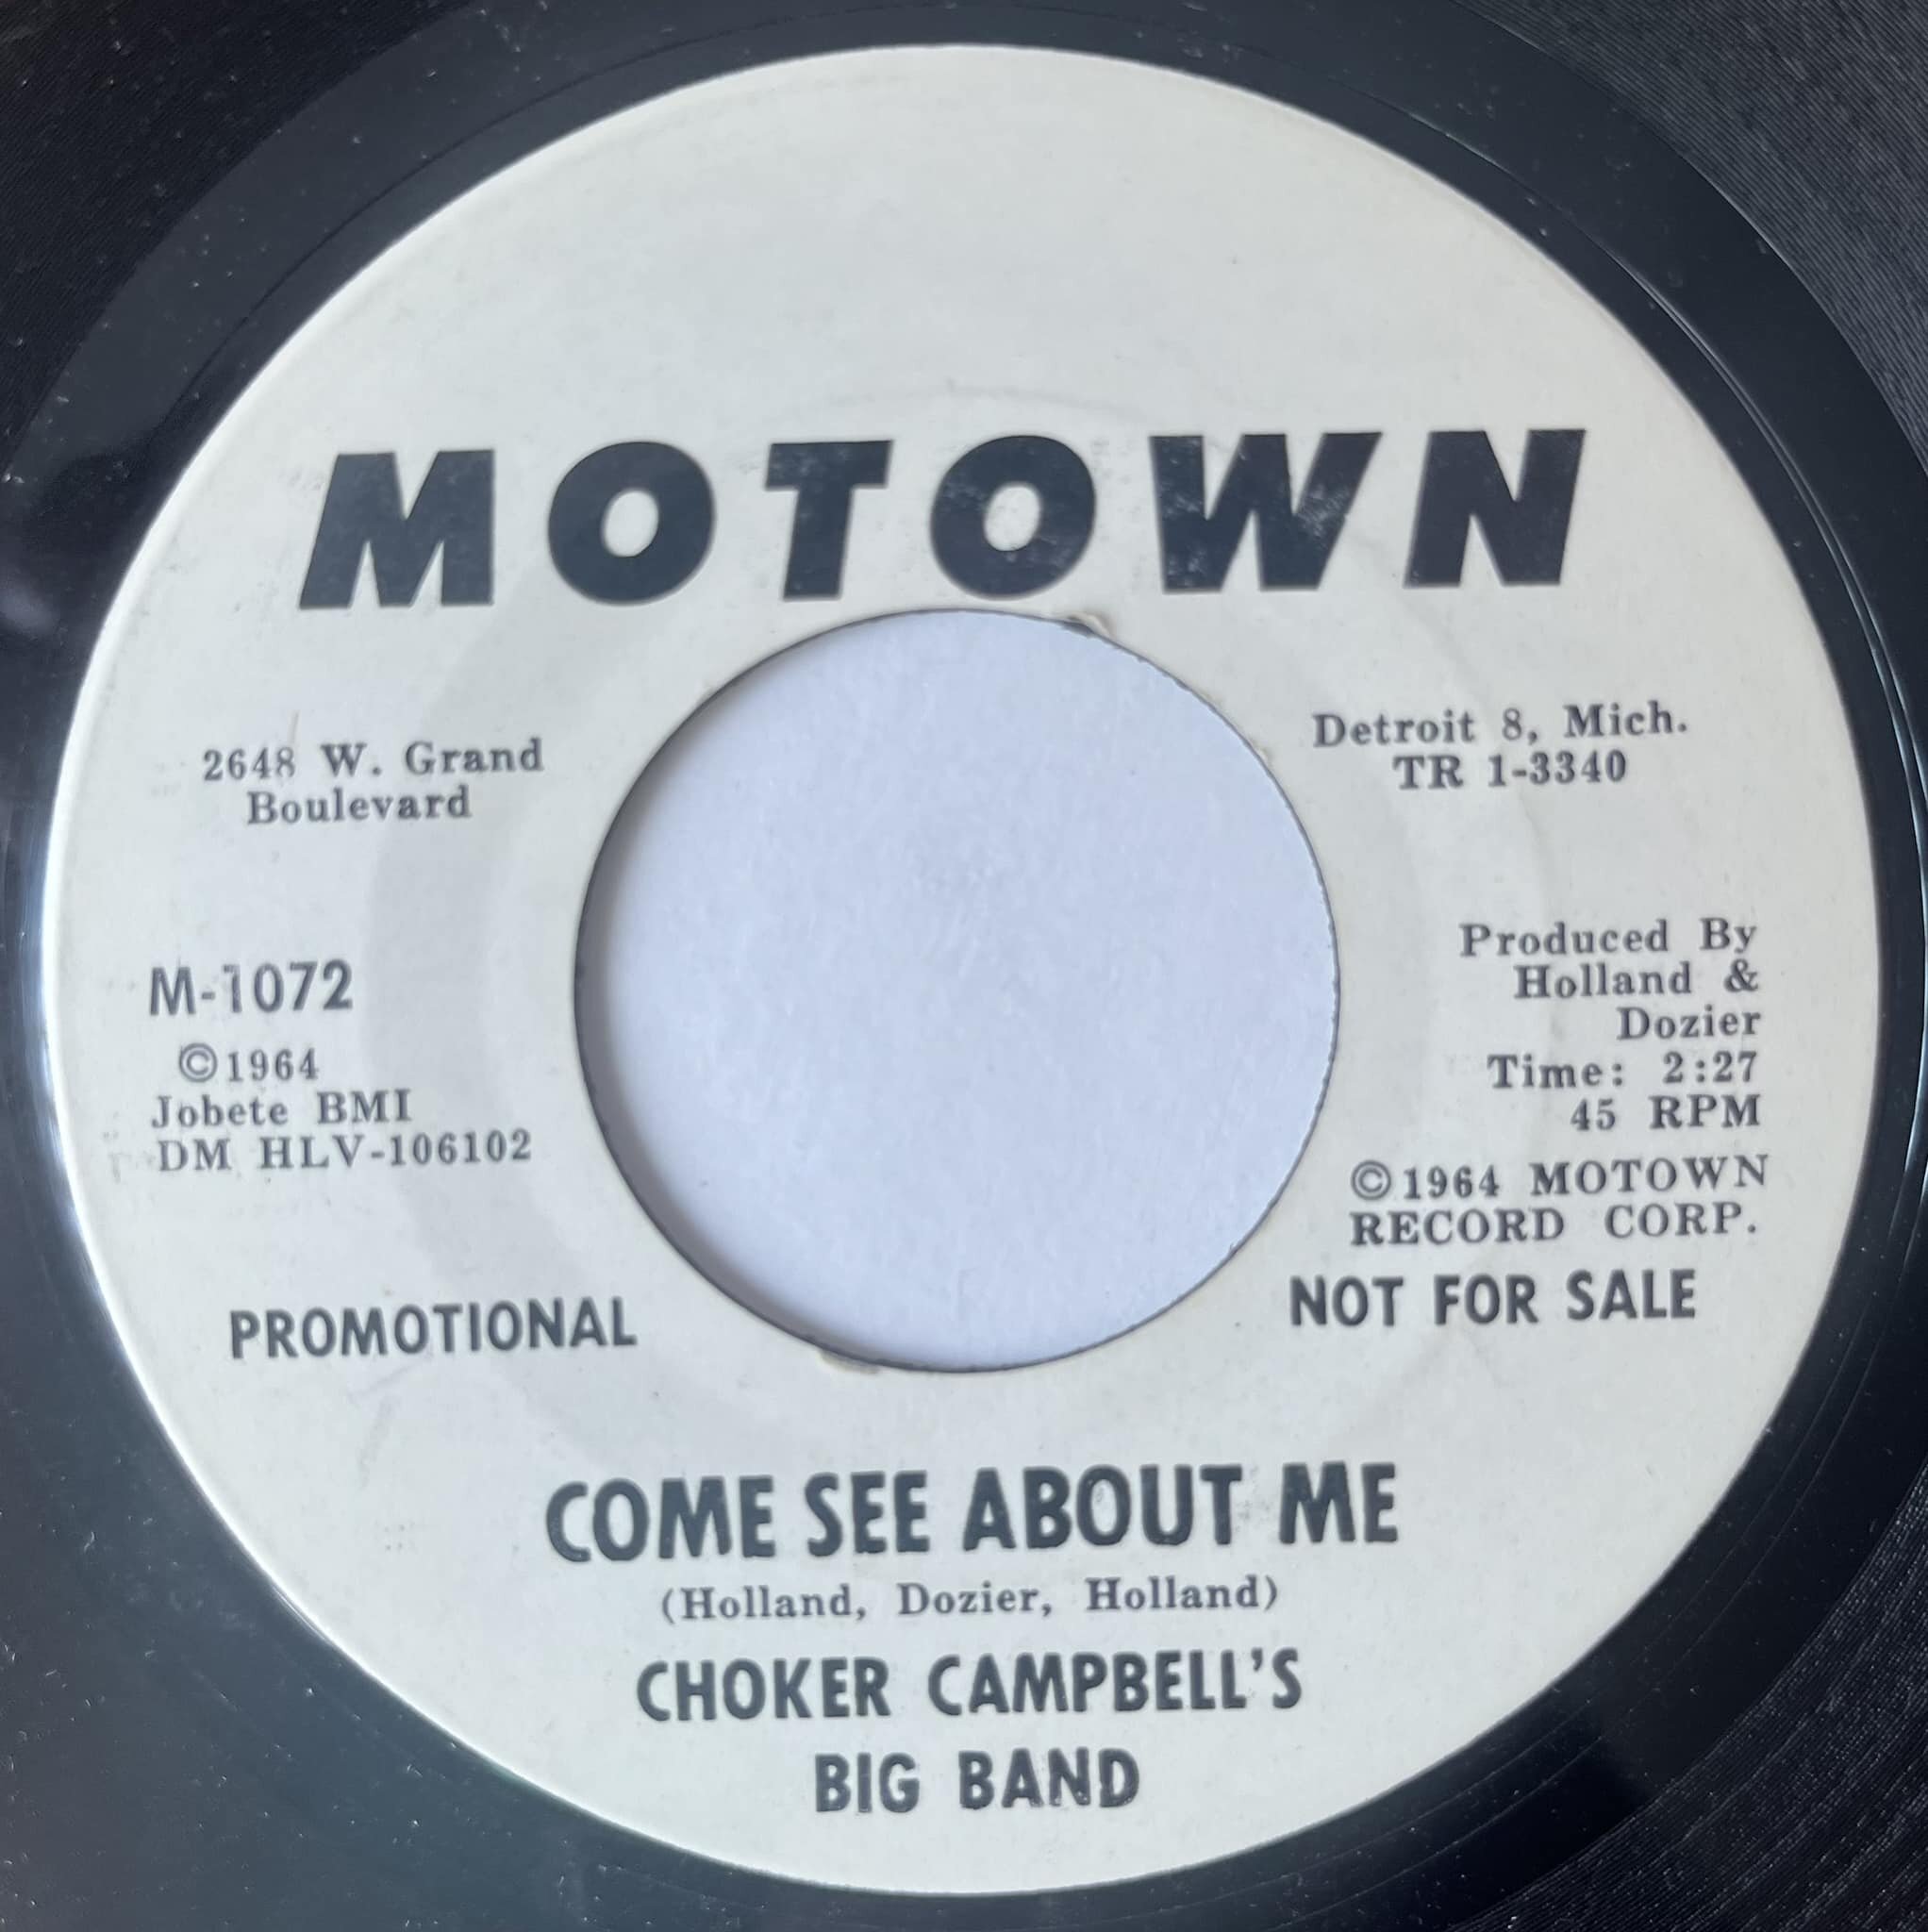 MOTOWN
2648 W. Grand
Boulevard
Detroit 8, Mich.
TR 1-3340
M-1072
©1964
Jobete BMI
DM HLV-106102
Produced By
Holland &
Dozier
Time: 2:27
45 RPM
©1964 MOTOWN
RECORD CORP.
PROMOTIONAL
NOT FOR SALE
COME SEE ABOUT ME
(Holland, Dozier, Holland)
CHOKER CAMPBELL'S
BIG BAND